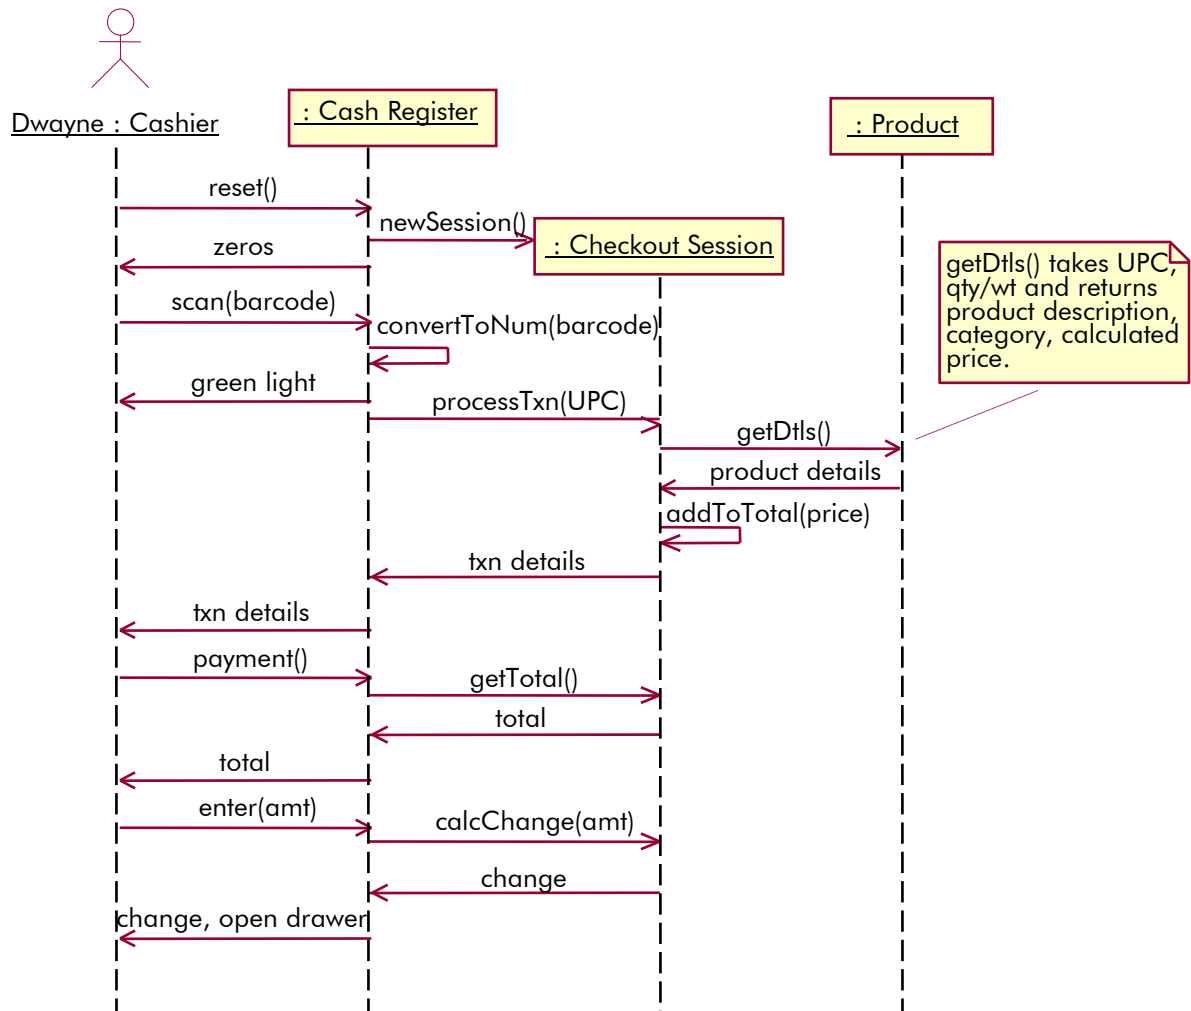 Dwayne : Cashier
: Cash Register
: Product
reset()
newSession()
: Checkout Session
zeros
getDtls() takes UPC,
qty/wt and returns
product description,
category, calculated
price.
scan(barcode)
convertToNum(barcode)
green light
processTxn(UPC)
getDtls()
product details
addToTotal(price)
txn details
txn details
payment()
getTotal()
total
total
enter(amt)
calcChange(amt)
change
change, open drawer